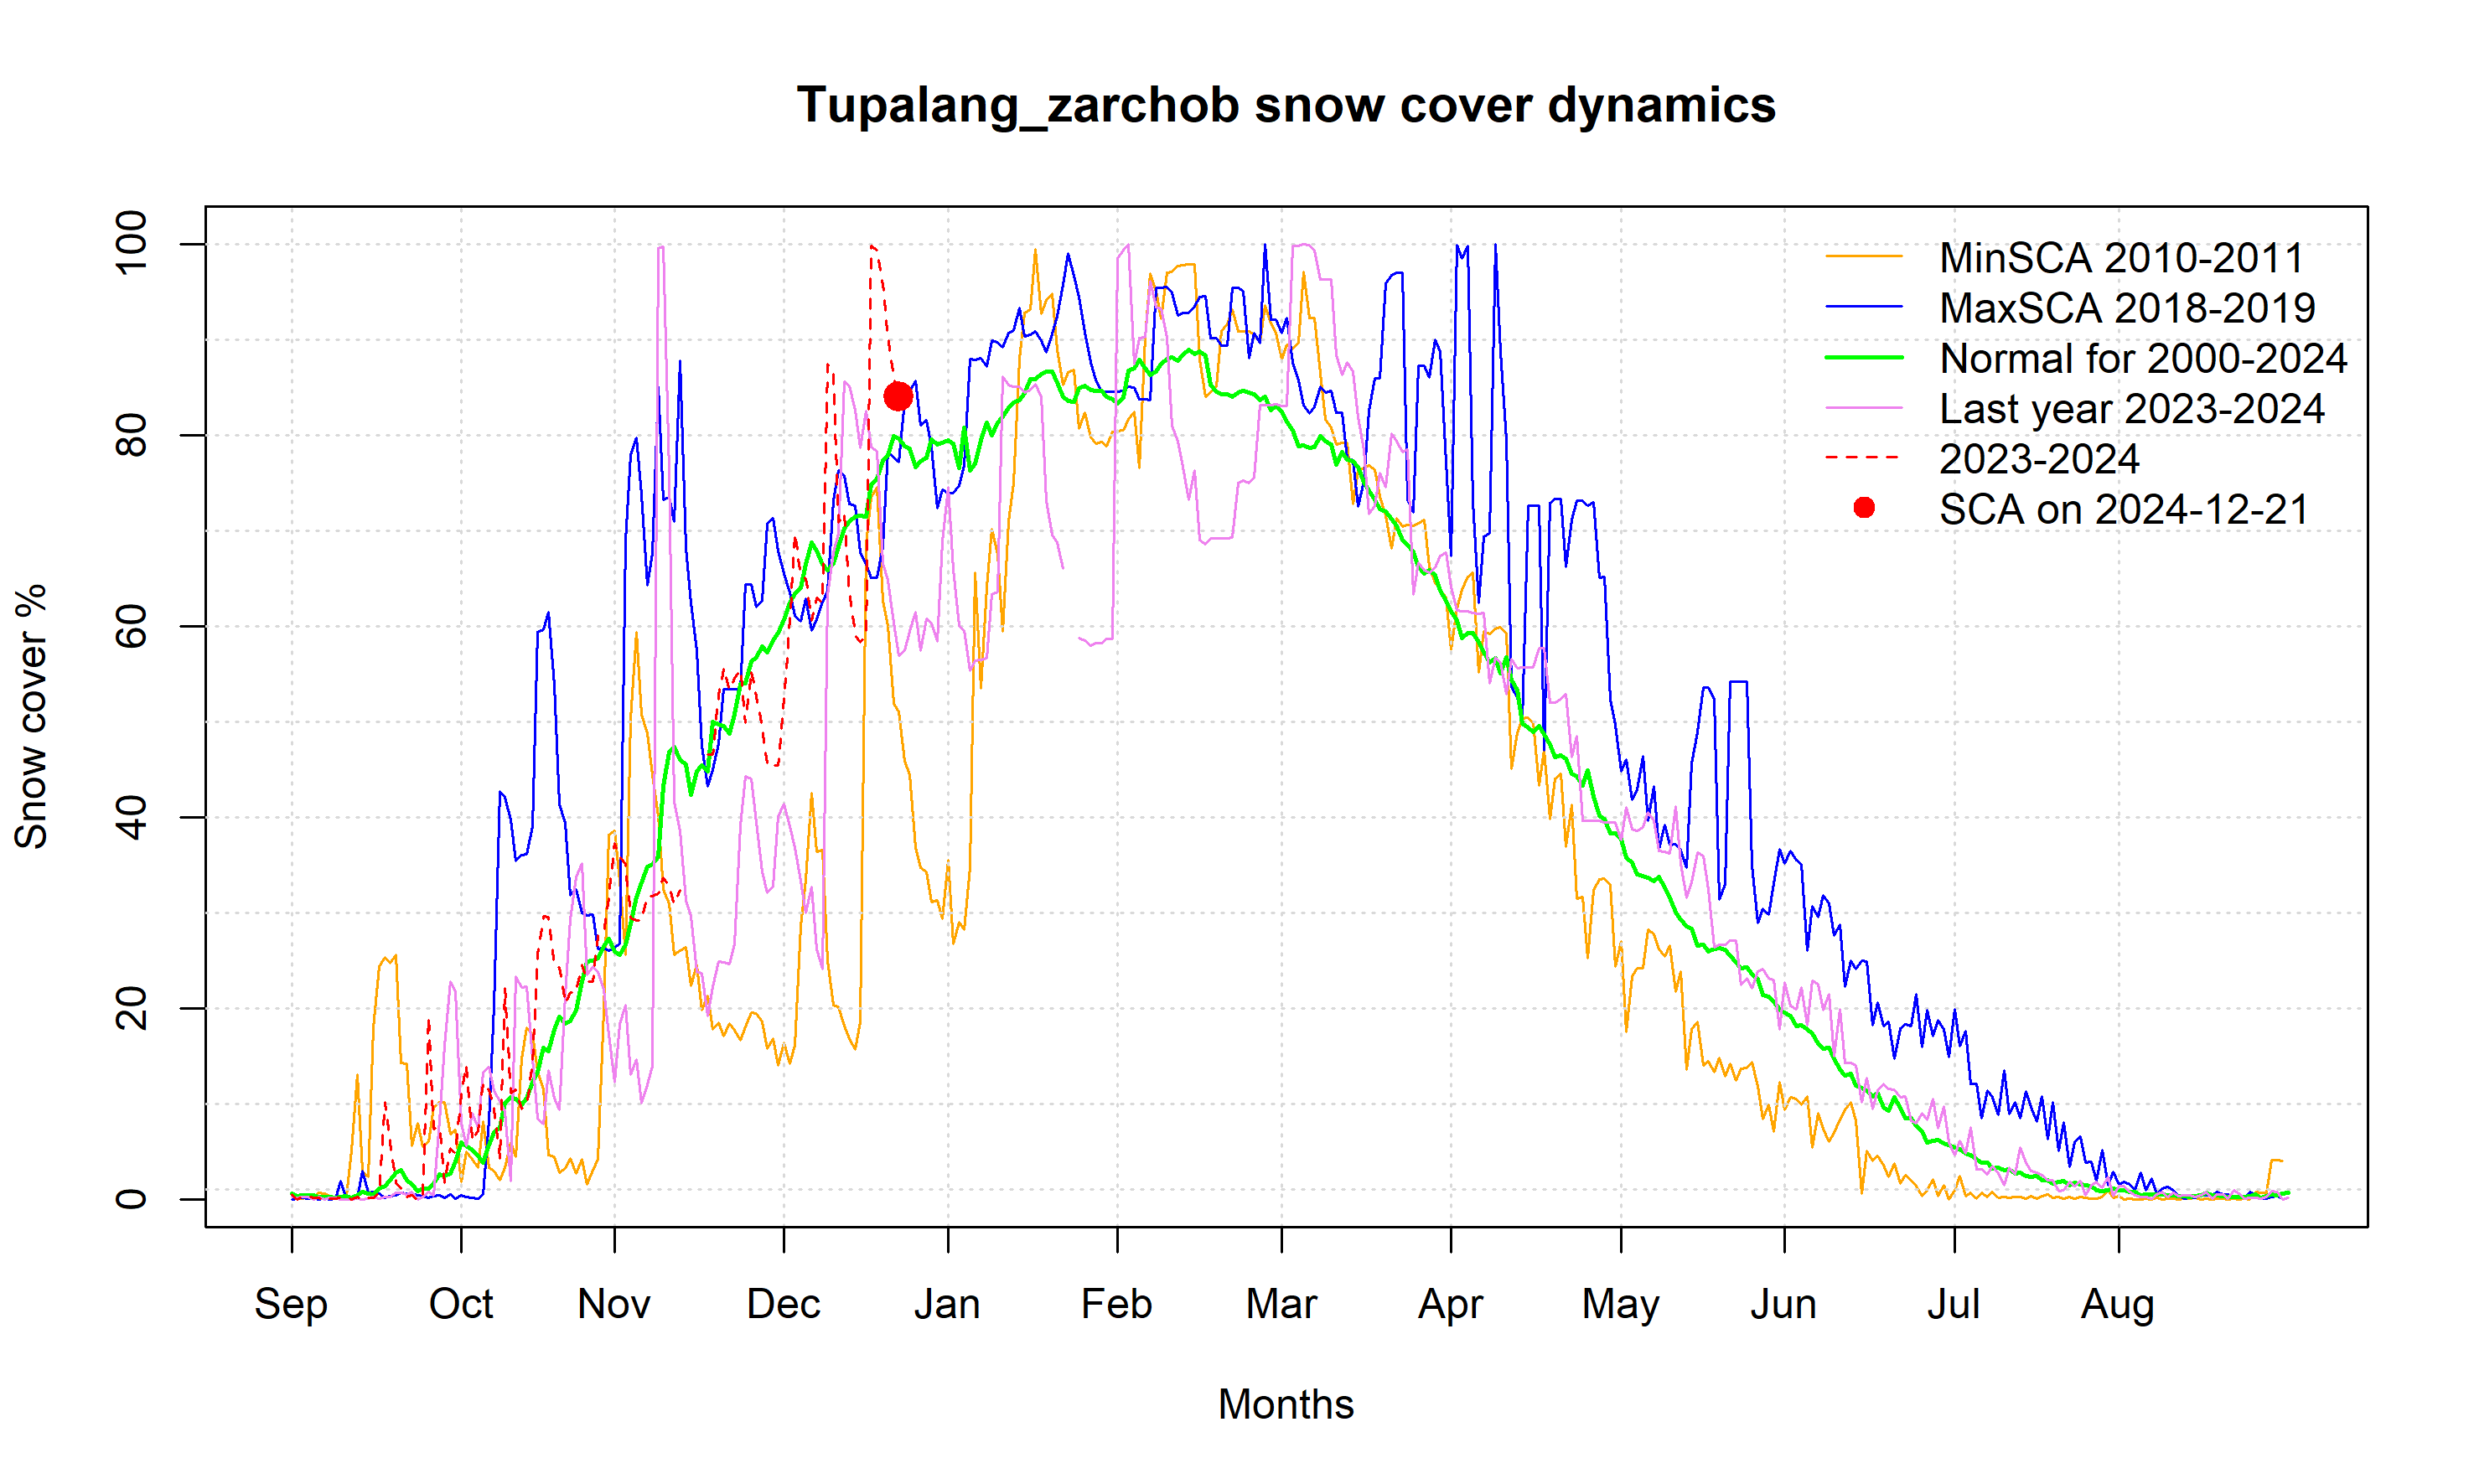 Tupalang_zarchob snow cover dynamics
MinSCA 2010-2011
MaxSCA 2018-2019
Normal for 2000-2024
Last year 2023-2024
2023-2024
SCA on 2024-12-21
Snow cover %
100
80
60
40
20
0
Sep Oct Nov Dec Jan Feb Mar Apr May Jun Jul Aug
Months